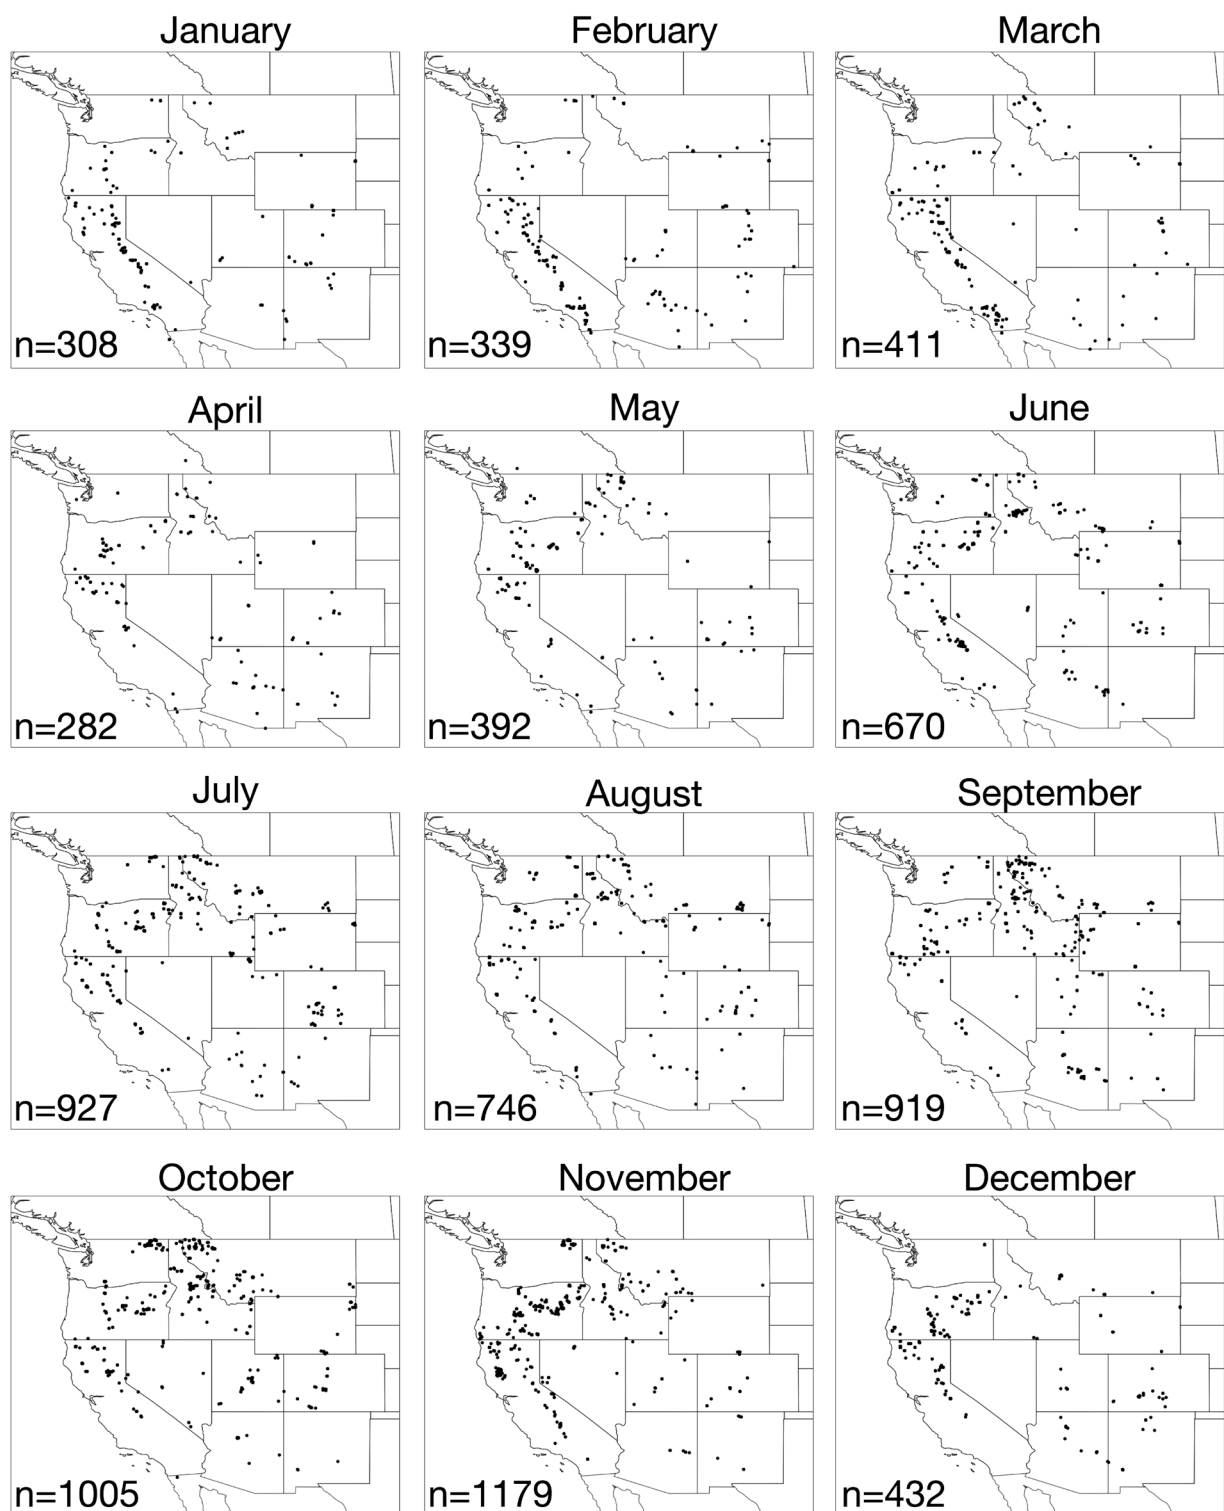 January February March
n=308 n=339 n=411
April May June
n=282 n=392 n=670
July August September
n=927 n=746 n=919
October November December
n=1005 n=1179 n=432